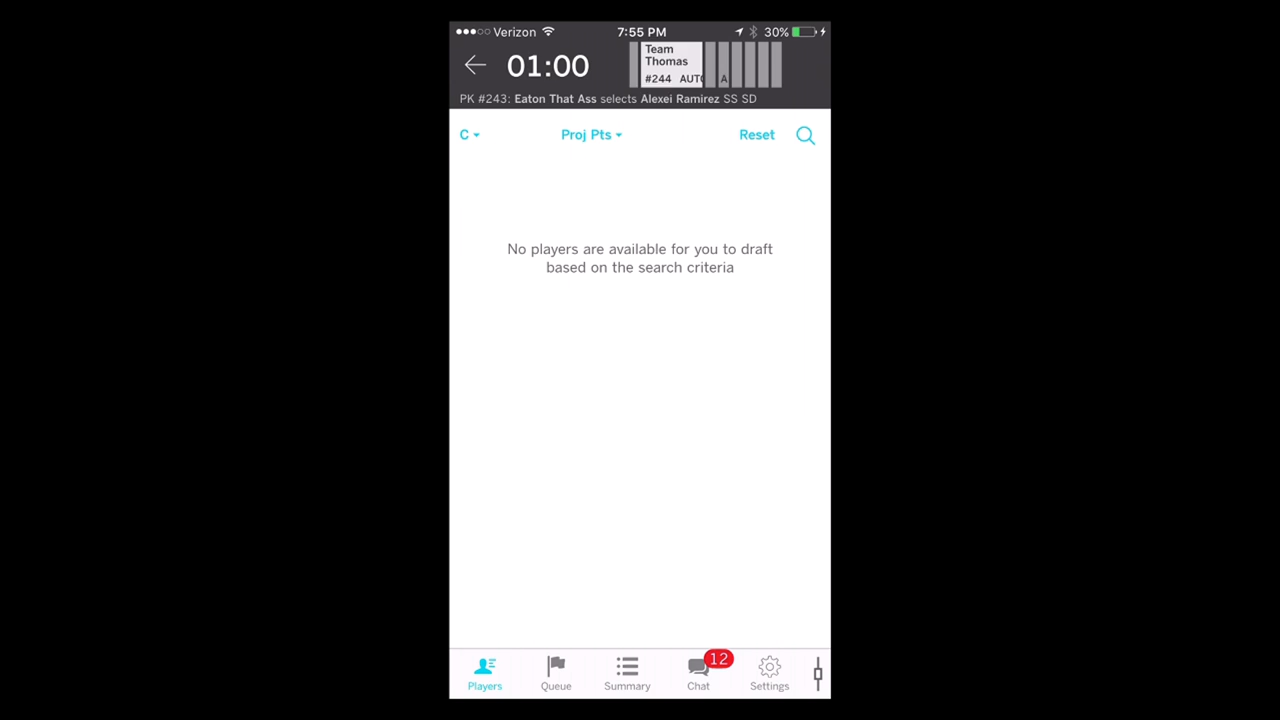 Verizon 7:55 PM 30%
01:00
Team
Thomas
#244 AUTO A
PK #243: Eaton That Ass selects Alexei Ramirez SS SD
C Proj Pts Reset
No players are available for you to draft
based on the search criteria
12
Players Queue Summary Chat Settings